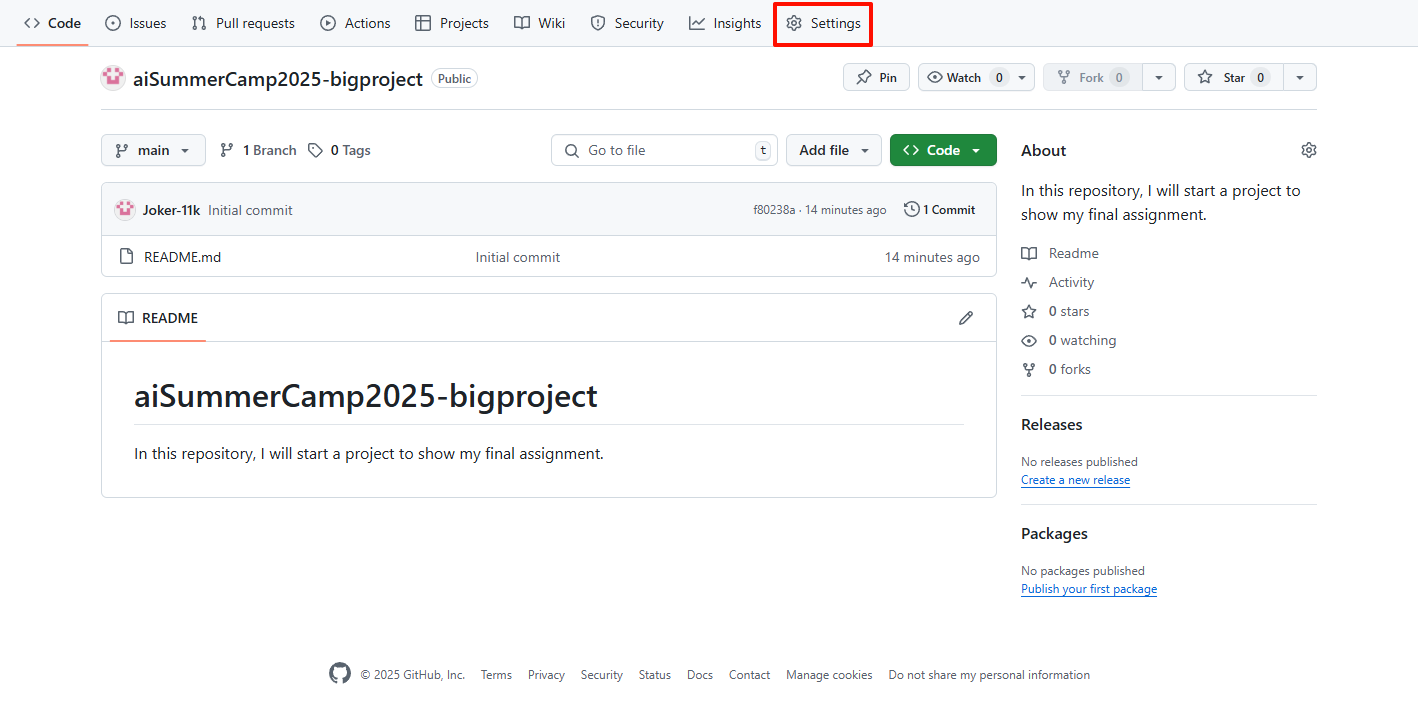 Code Issues Pull requests Actions Projects Wiki Security Insights Settings
aiSummerCamp2025-bigproject Public Pin Watch 0 Fork 0 Star 0
main 1 Branch 0 Tags Go to file t Add file Code
Joker-11k Initial commit f80238a · 14 minutes ago 1 Commit
README.md Initial commit 14 minutes ago
README
aiSummerCamp2025-bigproject
In this repository, I will start a project to show my final assignment.
About
In this repository, I will start a project to
show my final assignment.
Readme
Activity
0 stars
0 watching
0 forks
Releases
No releases published
Create a new release
Packages
No packages published
Publish your first package
© 2025 GitHub, Inc. Terms Privacy Security Status Docs Contact Manage cookies Do not share my personal information